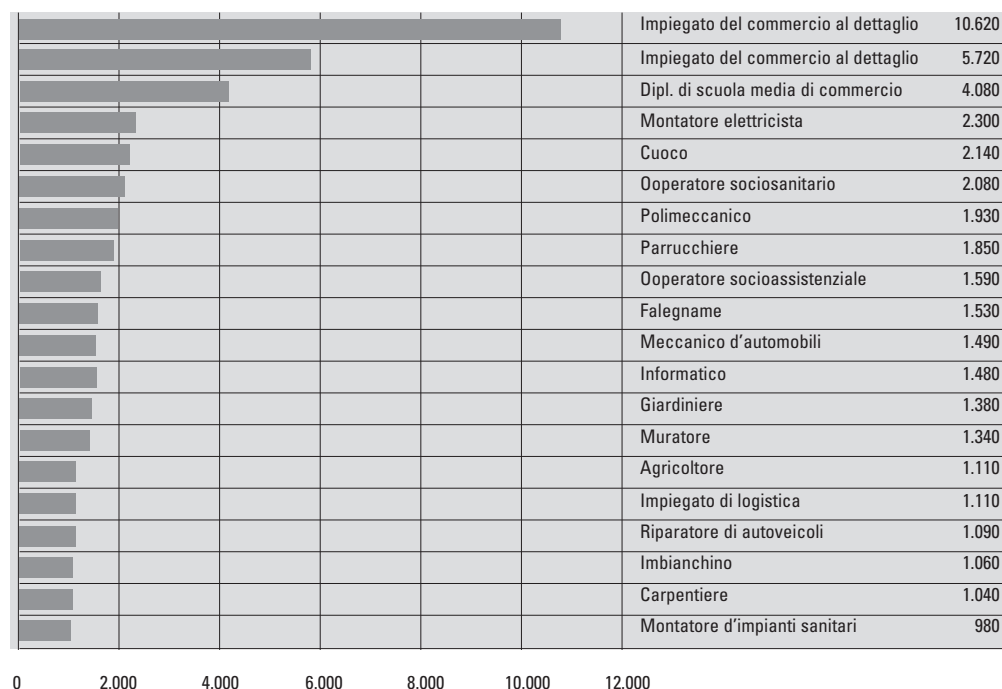 Impiegato del commercio al dettaglio 10.620
Impiegato del commercio al dettaglio 5.720
Dipl. di scuola media di commercio 4.080
Montatore elettricista 2.300
Cuoco 2.140
Ooperatore sociosanitario 2.080
Polimeccanico 1.930
Parrucchiere 1.850
Ooperatore socioassistenziale 1.590
Falegname 1.530
Meccanico d'automobili 1.490
Informatico 1.480
Giardiniere 1.380
Muratore 1.340
Agricoltore 1.110
Impiegato di logistica 1.110
Riparatore di autoveicoli 1.090
Imbianchino 1.060
Carpentiere 1.040
Montatore d'impianti sanitari 980
0 2.000 4.000 6.000 8.000 10.000 12.000